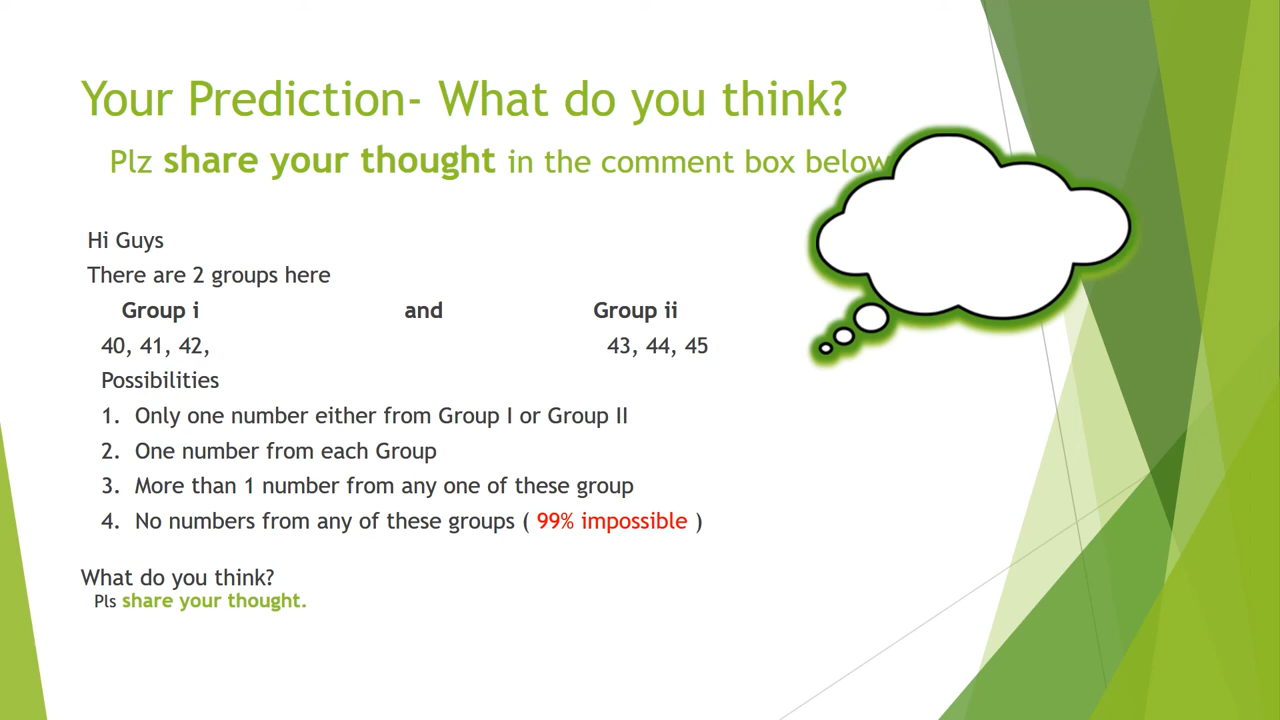 Your Prediction- What do you think?
Plz share your thought in the comment box below
Hi Guys
There are 2 groups here
Group i and Group ii
40, 41, 42, 43, 44, 45
Possibilities
1. Only one number either from Group I or Group II
2. One number from each Group
3. More than 1 number from any one of these group
4. No numbers from any of these groups ( 99% impossible )
What do you think?
Pls share your thought.